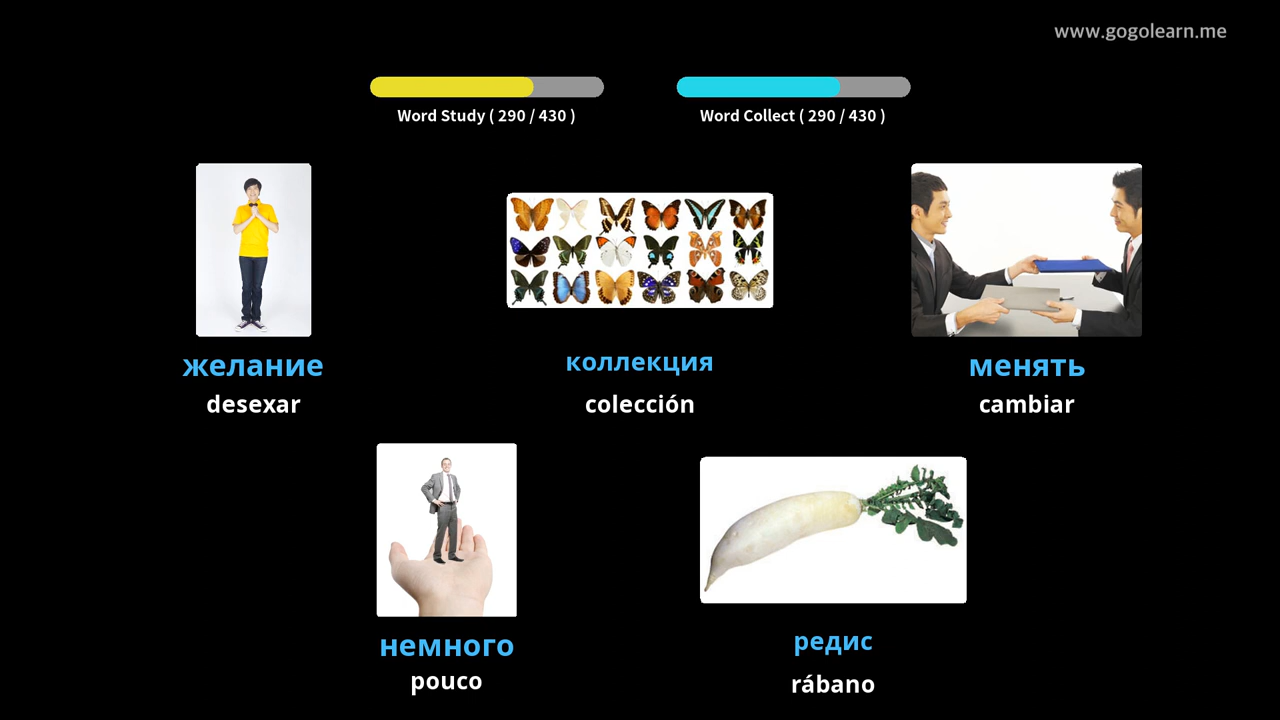 www.gogolearn.me
Word Study ( 290 / 430 )
Word Collect ( 290 / 430 )
желание
desexar
коллекция
colección
менять
cambiar
немного
pouco
редис
rábano